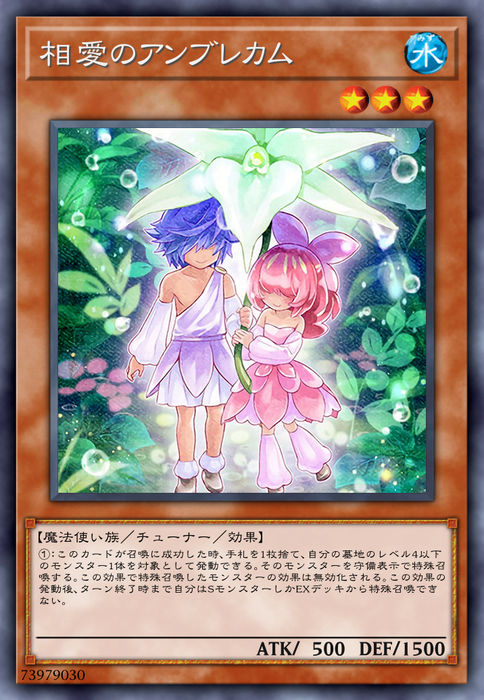 相愛のアンブレカム
みず
水
【魔法使い族／チューナー／効果】
①:このカードが召喚に成功した時、手札を1枚捨て、自分の墓地のレベル4以下
のモンスター1体を対象として発動できる。そのモンスターを守備表示で特殊召
喚する。この効果で特殊召喚したモンスターの効果は無効化される。この効果の
発動後、ターン終了時まで自分はSモンスターしかEXデッキから特殊召喚でき
ない。
ATK/ 500 DEF/1500
73979030